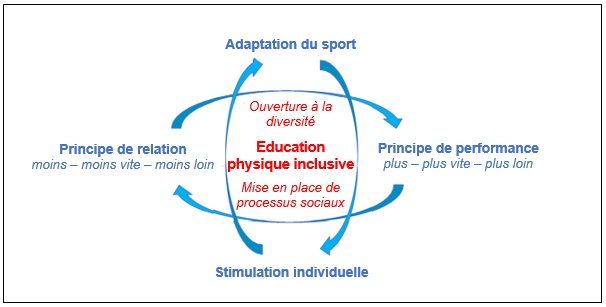 Adaptation du sport
Ouverture à la
diversité
Principe de relation
moins – moins vite – moins loin
Education
physique inclusive
Principe de performance
plus – plus vite – plus loin
Mise en place de
processus sociaux
Stimulation individuelle